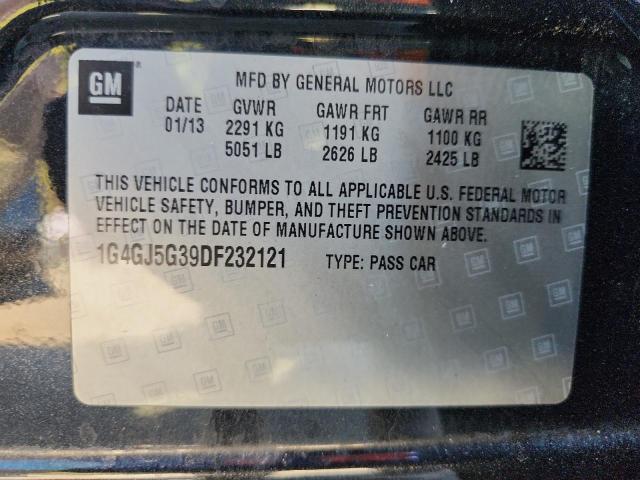 GM MFD BY GENERAL MOTORS LLC
DATE GVWR GAWR FRT GAWR RR
01/13 2291 KG 1191 KG 1100 KG
5051 LB 2626 LB 2425 LB
THIS VEHICLE CONFORMS TO ALL APPLICABLE U.S. FEDERAL MOTOR
VEHICLE SAFETY, BUMPER, AND THEFT PREVENTION STANDARDS IN
EFFECT ON THE DATE OF MANUFACTURE SHOWN ABOVE.
1G4GJ5G39DF232121 TYPE: PASS CAR